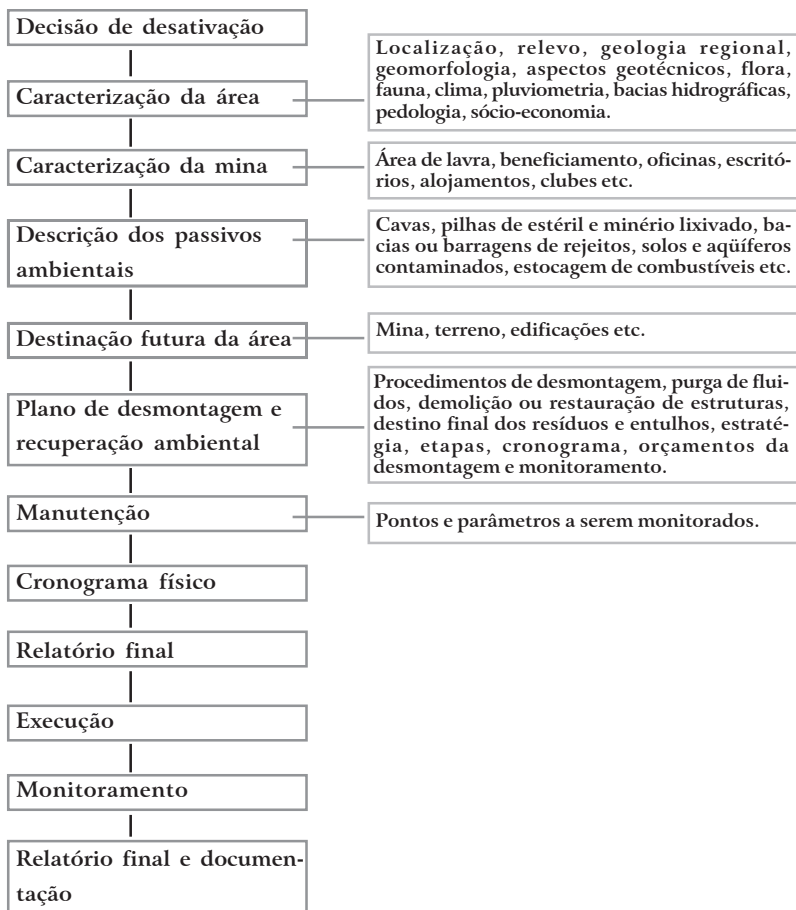 Decisão de desativação
Caracterização da área
Localização, relevo, geologia regional,
geomorfologia, aspectos geotécnicos, flora,
fauna, clima, pluviometria, bacias hidrográficas,
pedologia, sócio-economia.
Caracterização da mina
Área de lavra, beneficiamento, oficinas, escritó-
rios, alojamentos, clubes etc.
Descrição dos passivos
ambientais
Cavas, pilhas de estéril e minério lixivado, ba-
cias ou barragens de rejeitos, solos e aqüíferos
contaminados, estocagem de combustíveis etc.
Destinação futura da área
Mina, terreno, edificações etc.
Plano de desmontagem e
recuperação ambiental
Procedimentos de desmontagem, purga de flui-
dos, demolição ou restauração de estruturas,
destino final dos resíduos e entulhos, estraté-
gia, etapas, cronograma, orçamentos da
desmontagem e monitoramento.
Manutenção
Pontos e parâmetros a serem monitorados.
Cronograma físico
Relatório final
Execução
Monitoramento
Relatório final e documen-
tação